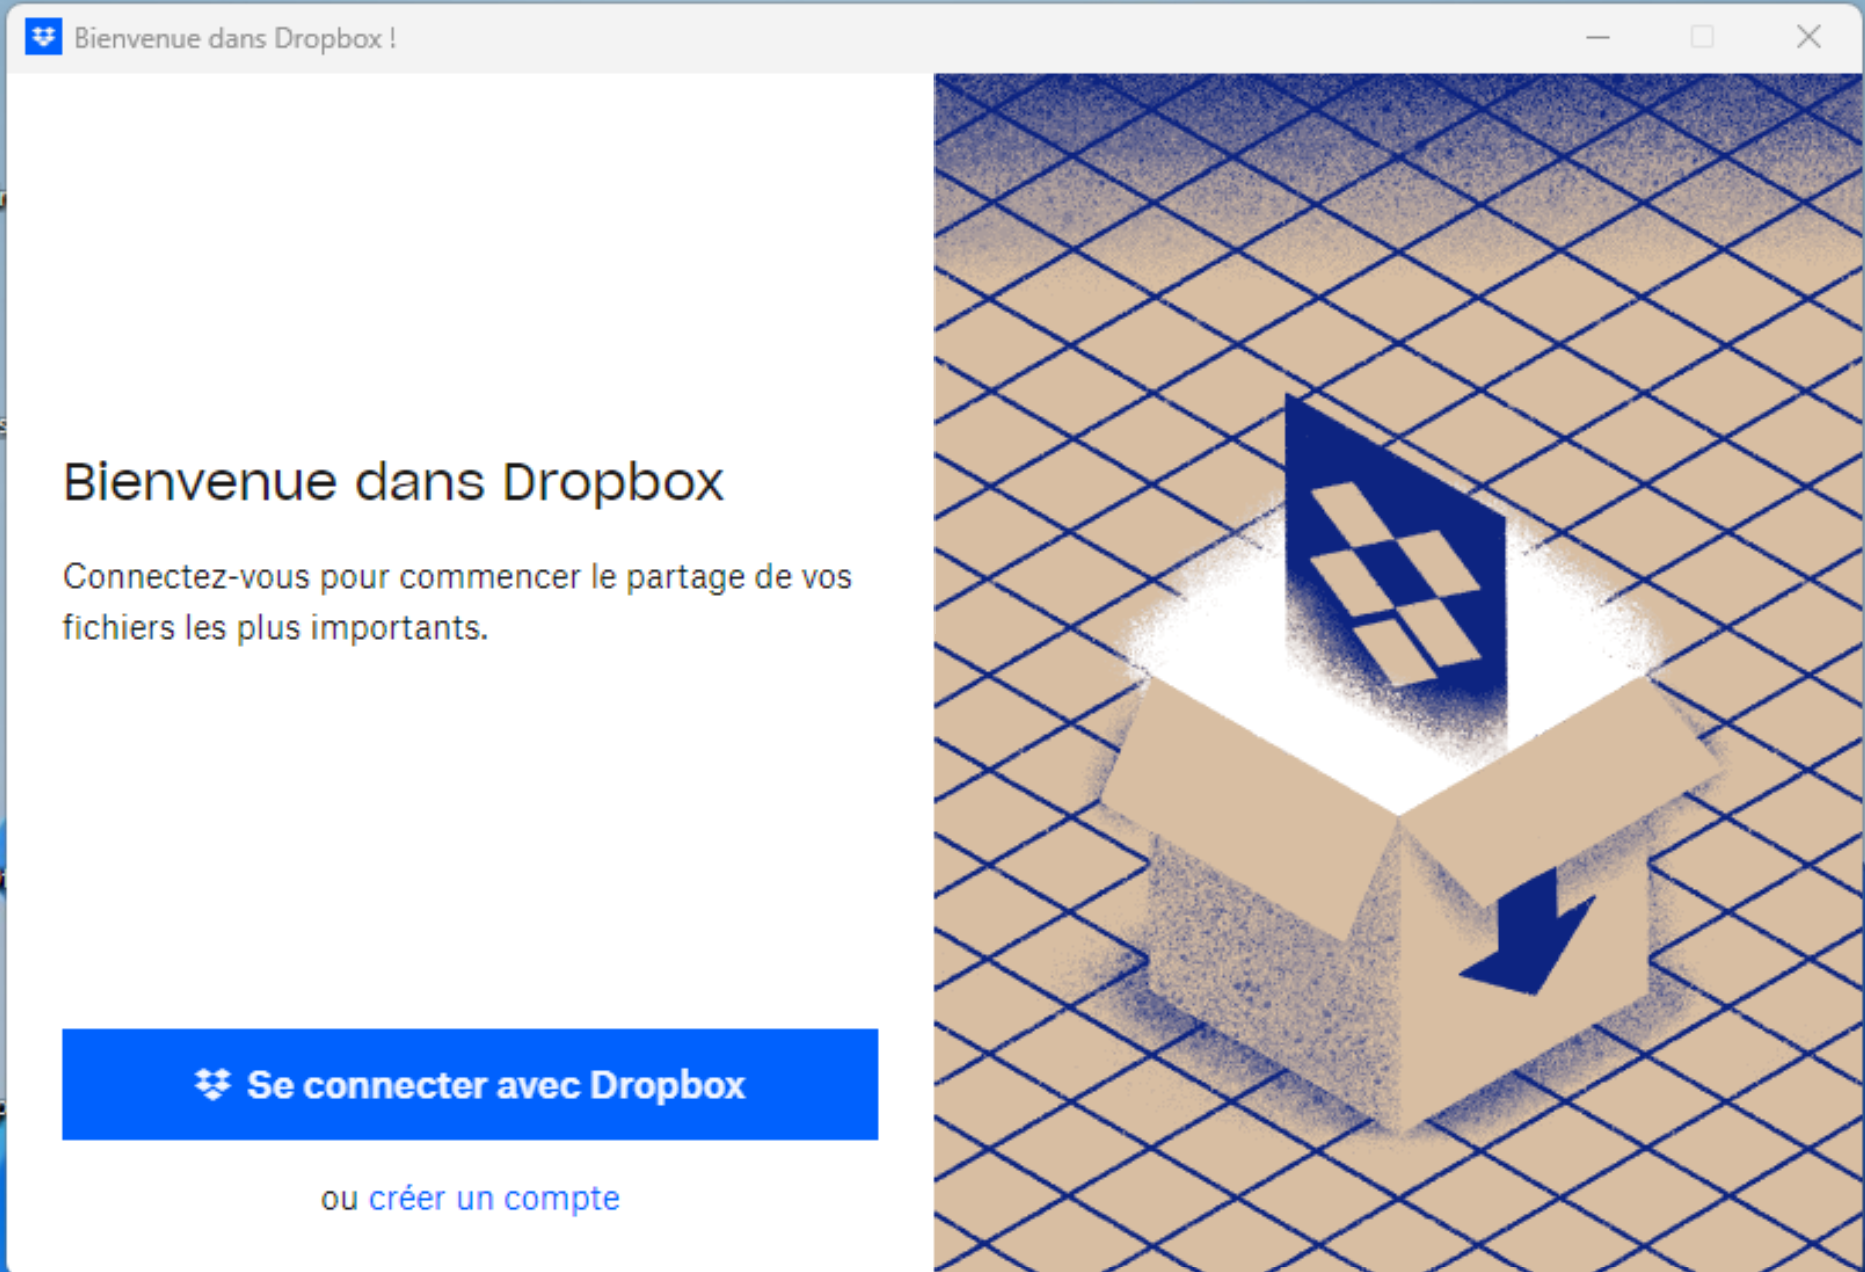 Bienvenue dans Dropbox !
Bienvenue dans Dropbox
Connectez-vous pour commencer le partage de vos
fichiers les plus importants.
Se connecter avec Dropbox
ou créer un compte